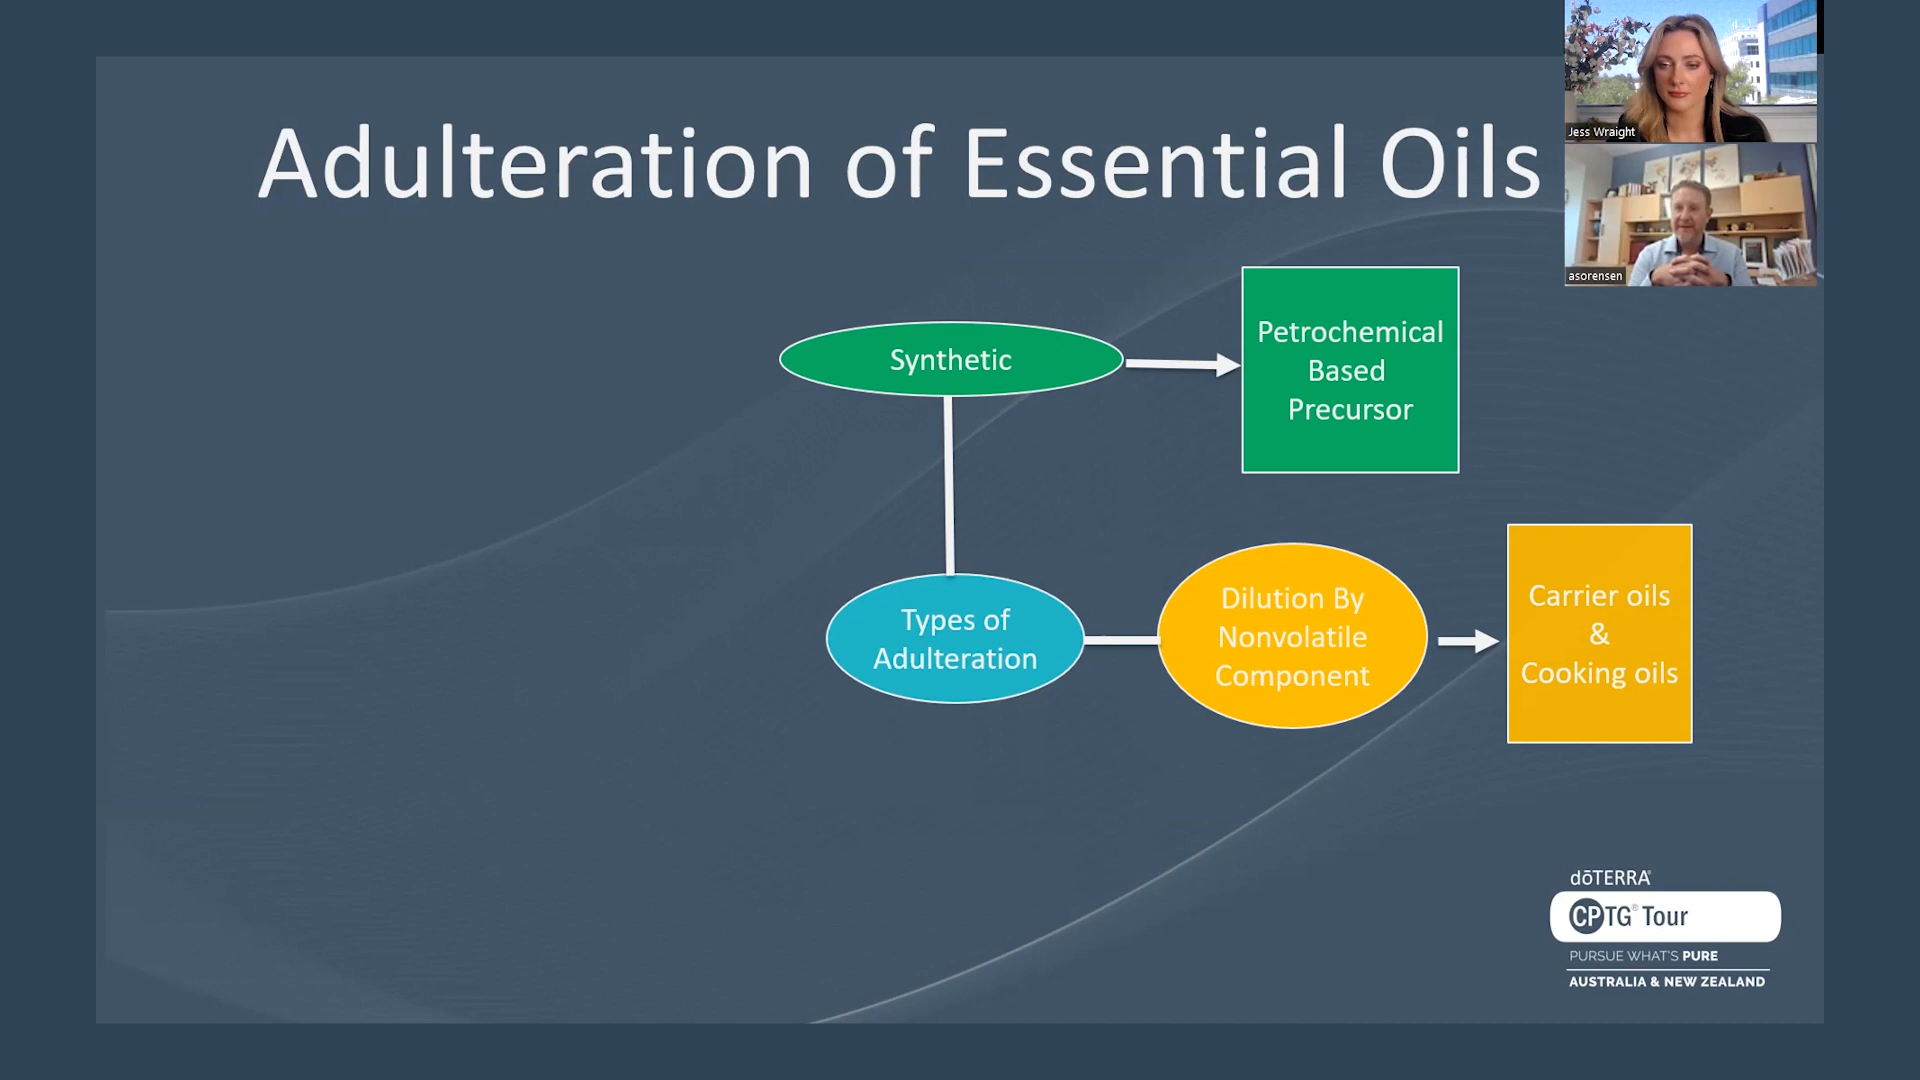 Adulteration of Essential Oils
Jess Wraight
asorensen
Synthetic
Petrochemical
Based
Precursor
Types of
Adulteration
Dilution By
Nonvolatile
Component
Carrier oils
&
Cooking oils
dōTERRA®
CPTG® Tour
PURSUE WHAT'S PURE
AUSTRALIA & NEW ZEALAND